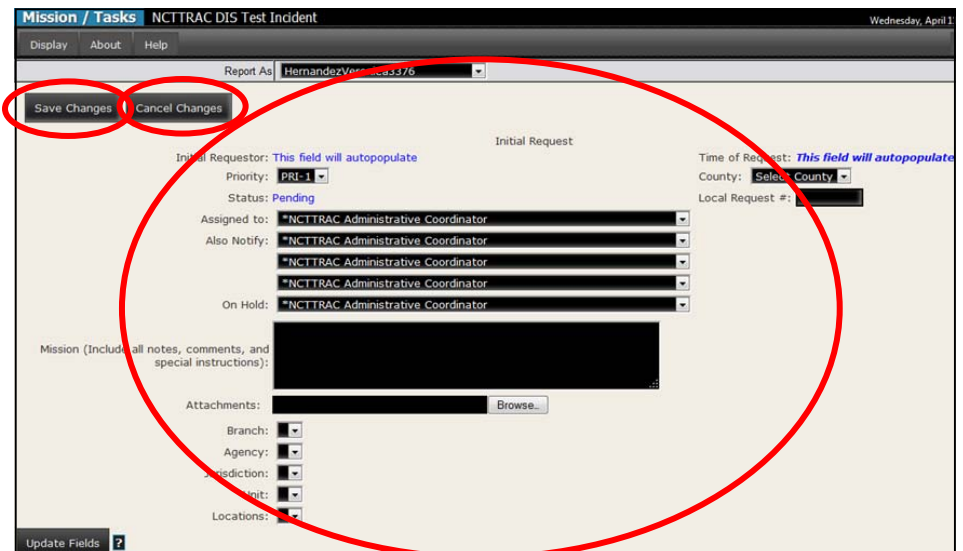 Mission / Tasks NCTTRAC DIS Test Incident Wednesday, April 1
Display About Help
Report As
Save Changes Cancel Changes
Initial Request
Initial Requestor: This field will autopopulate Time of Request: This field will autopopulate
Priority: PRI-1 County: Select County
Status: Pending Local Request #:
Assigned to: *NCTTRAC Administrative Coordinator
Also Notify: *NCTTRAC Administrative Coordinator
*NCTTRAC Administrative Coordinator
*NCTTRAC Administrative Coordinator
On Hold: *NCTTRAC Administrative Coordinator
Mission (Include all notes, comments, and
special instructions):
Attachments: Browse..
Branch:
Agency:
Jurisdiction:
Unit:
Locations:
Update Fields ?